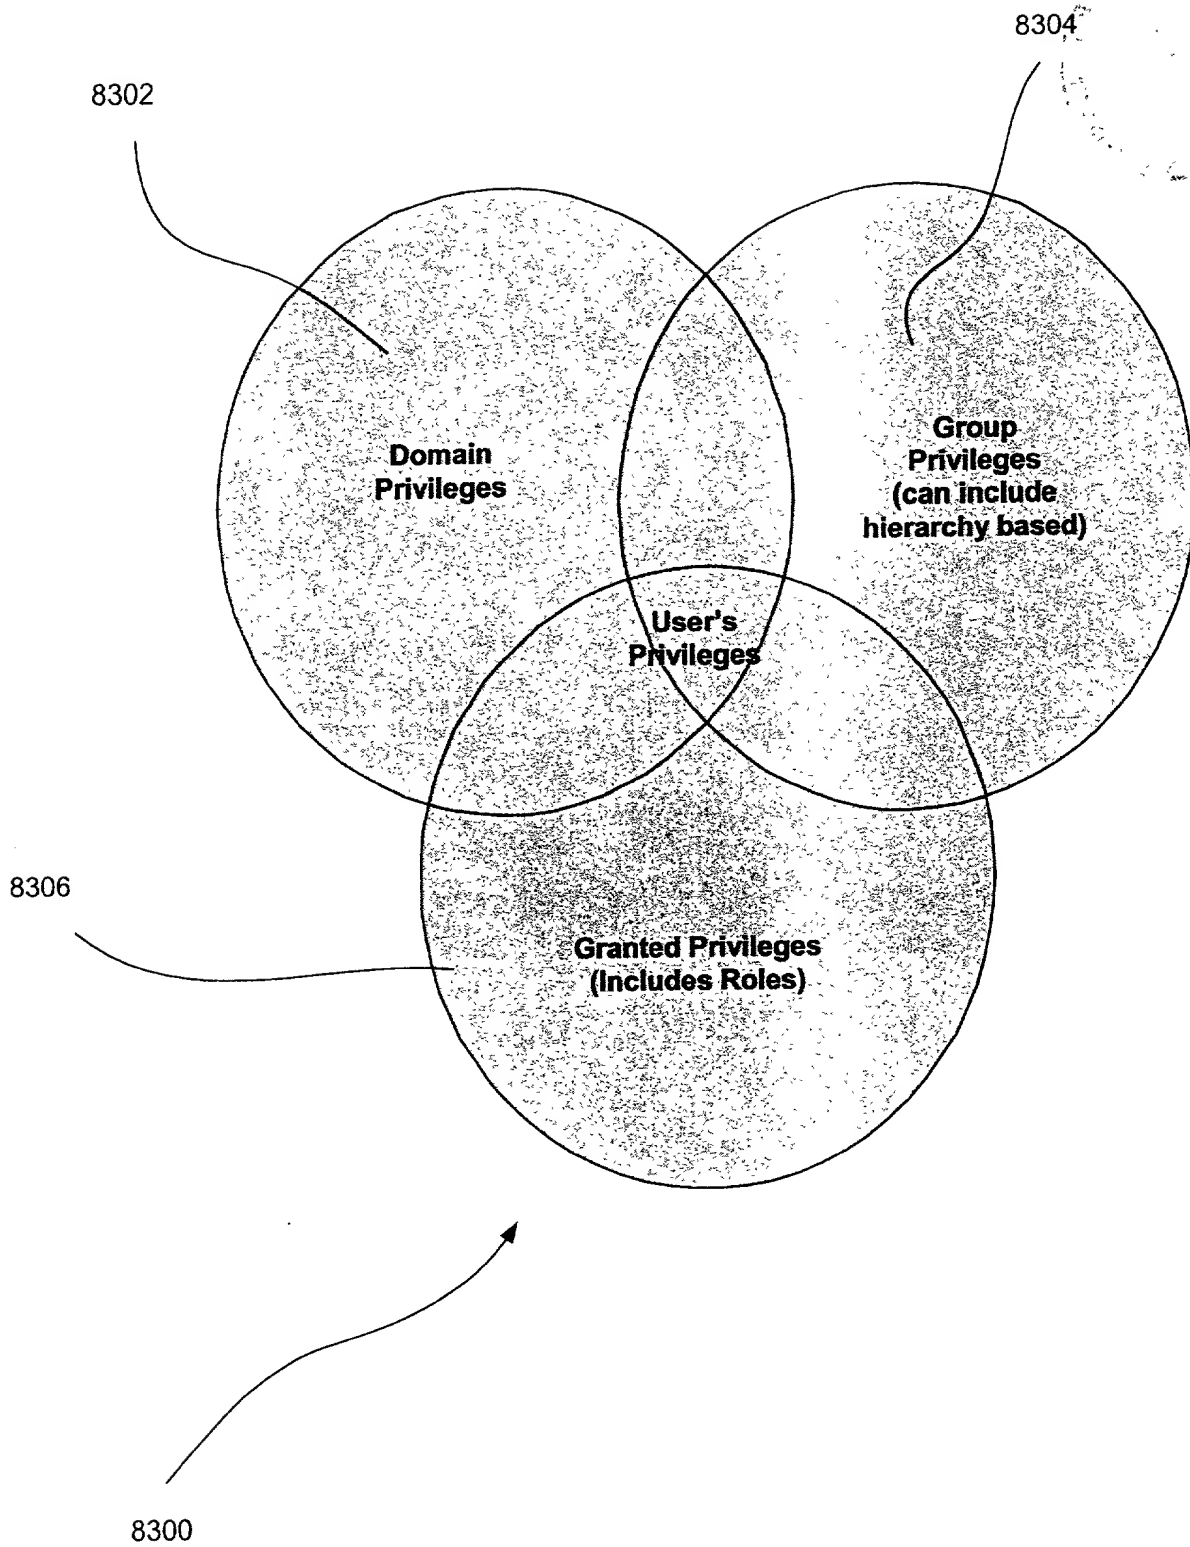 8304
8302
Domain
Privileges
Group
Privileges
(can include
hierarchy based)
User's
Privileges
8306
Granted Privileges
(Includes Roles)
8300